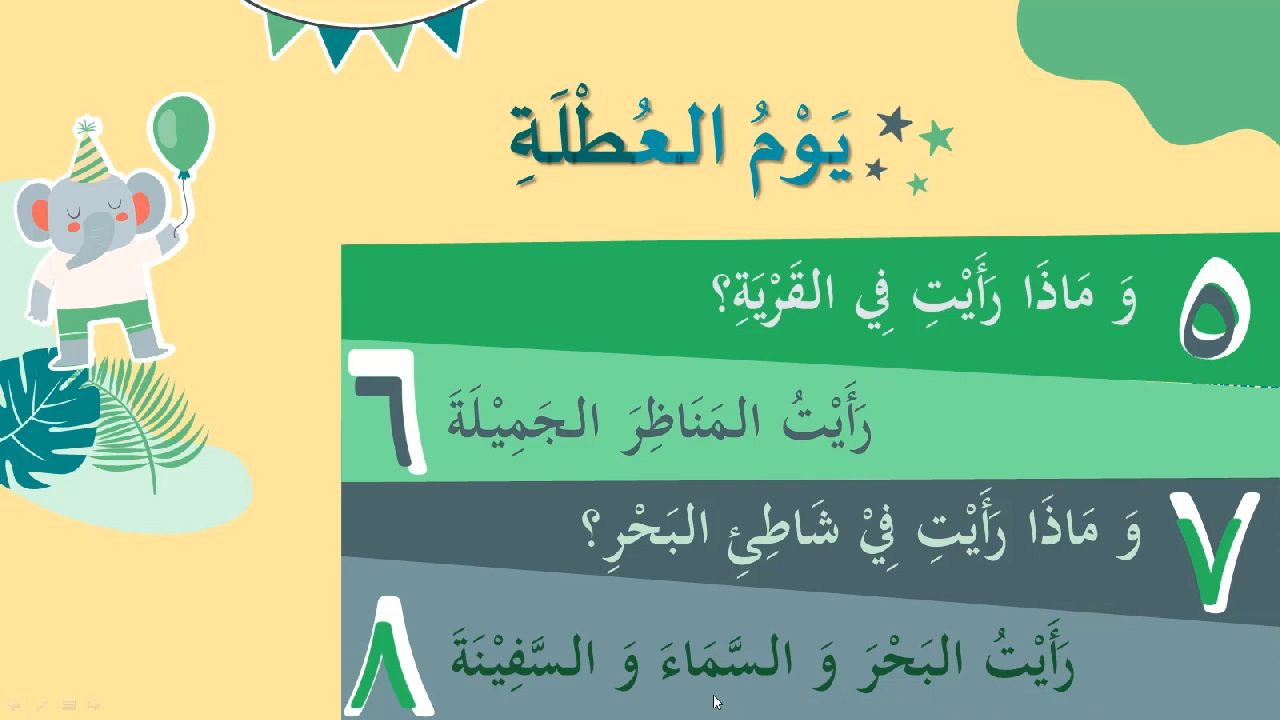 يَوْمُ العُطْلَةِ
٥ وَ مَاذَا رَأَيْتِ فِي القَرْيَةِ؟
٦ رَأَيْتُ المَنَاظِرَ الجَمِيْلَةَ
٧ وَ مَاذَا رَأَيْتِ فِيْ شَاطِئِ البَحْرِ؟
٨ رَأَيْتُ البَحْرَ وَ السَّمَاءَ وَ السَّفِيْنَةَ